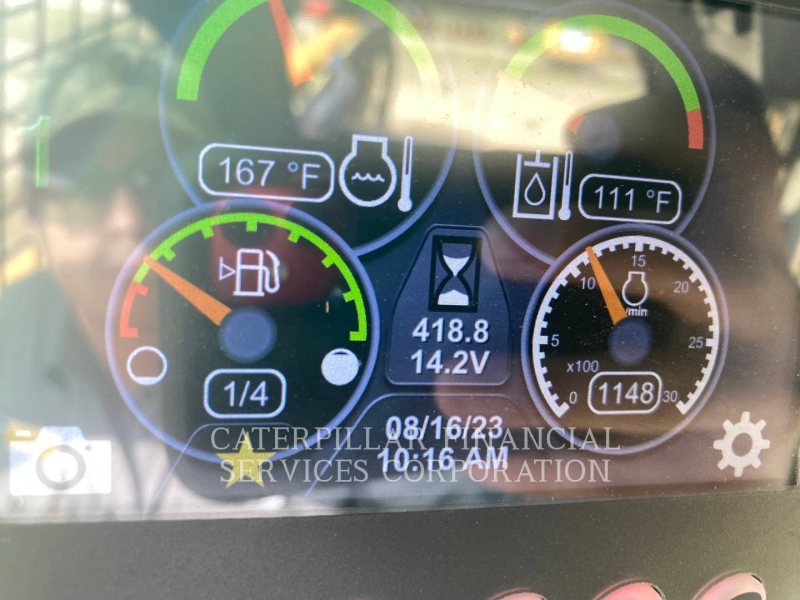 167 °F
111 °F
5
10
15
20
25
30
0
x100
/min
1148
418.8
14.2V
1/4
08/16/23
10:16 AM
CATERPILLAR FINANCIAL
SERVICES CORPORATION